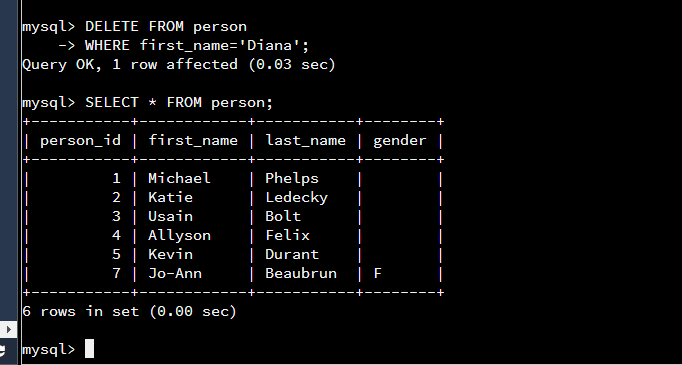 mysql> DELETE FROM person
    -> WHERE first_name='Diana';
Query OK, 1 row affected (0.03 sec)
mysql> SELECT * FROM person;
+-----------+------------+-----------+--------+
| person_id | first_name | last_name | gender |
+-----------+------------+-----------+--------+
|         1 | Michael    | Phelps    |        |
|         2 | Katie      | Ledecky   |        |
|         3 | Usain      | Bolt      |        |
|         4 | Allyson    | Felix     |        |
|         5 | Kevin      | Durant    |        |
|         7 | Jo-Ann     | Beaubrun  | F      |
+-----------+------------+-----------+--------+
6 rows in set (0.00 sec)
mysql>